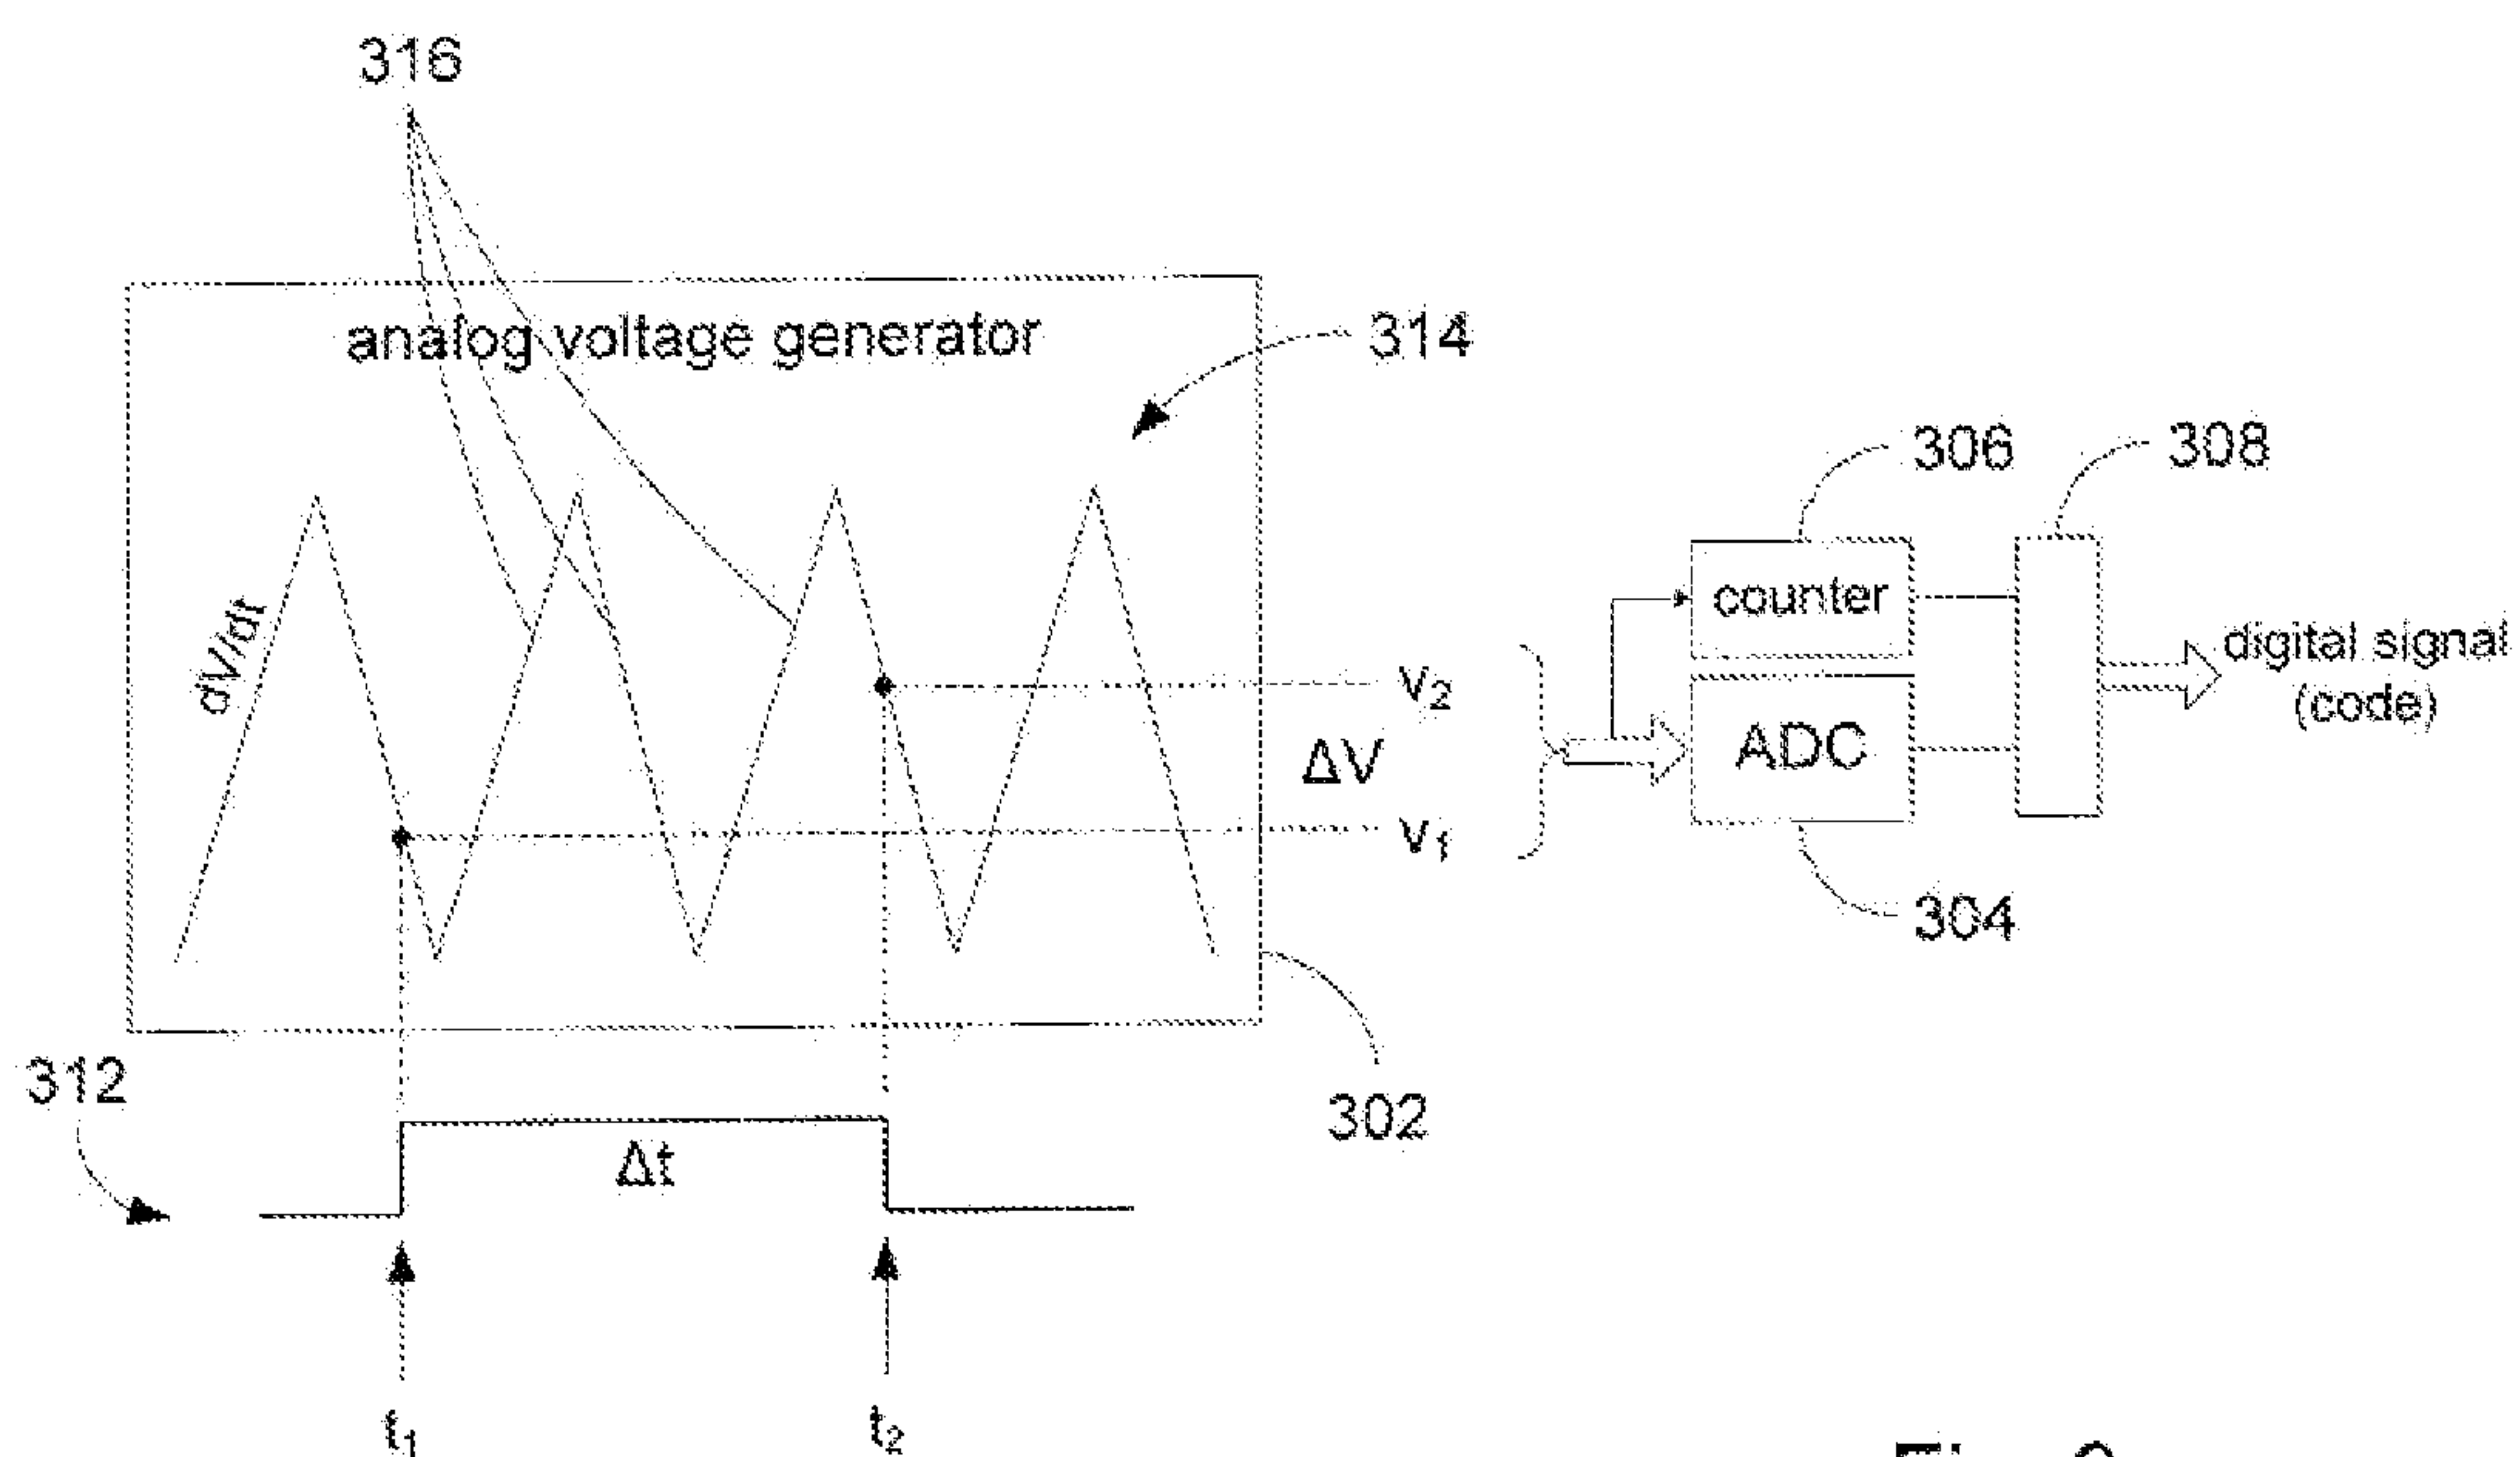 316
analog voltage generator
314
306
308
dV/dt
counter
digital signal
(code)
v2
ΔV
ADC
v1
304
312
302
Δt
t1
t2